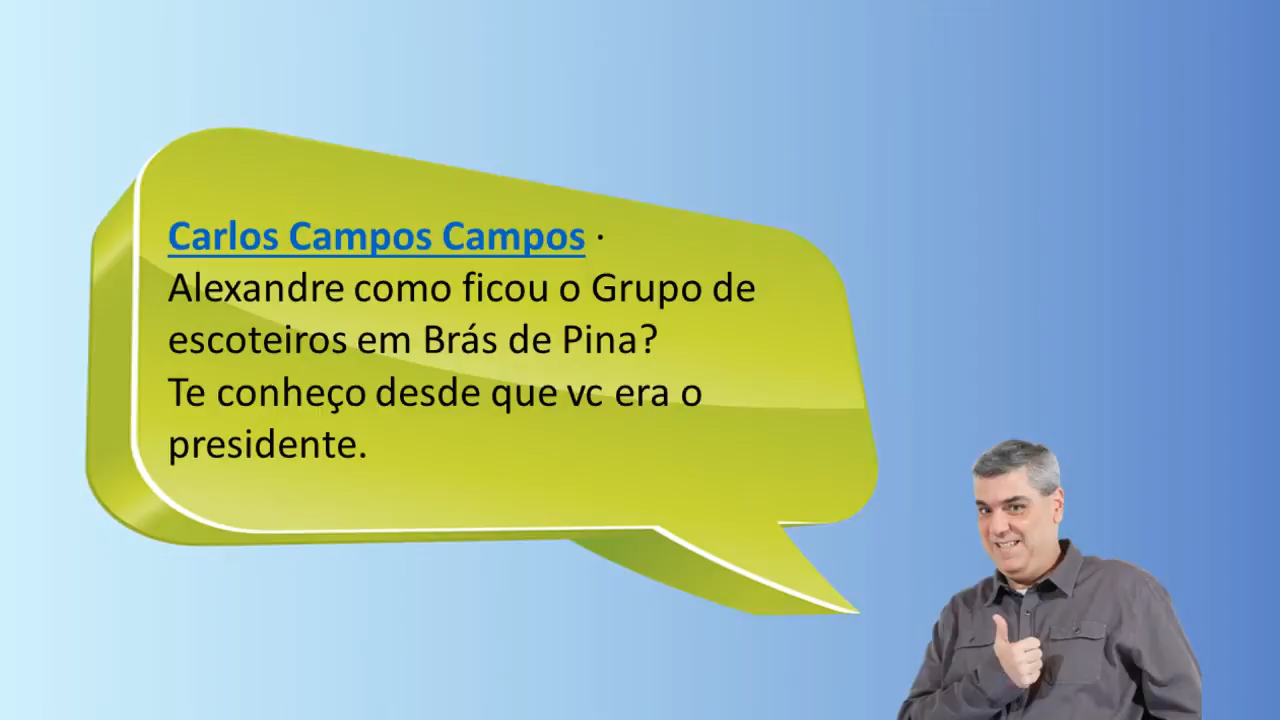 Carlos Campos Campos ·
Alexandre como ficou o Grupo de
escoteiros em Brás de Pina?
Te conheço desde que vc era o
presidente.